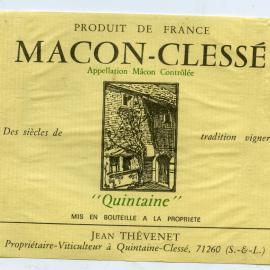 PRODUIT DE FRANCE
MACON-CLESSÉ
Appellation Mâcon Contrôlée
Des siècles de tradition vigner
"Quintaine"
MIS EN BOUTEILLE A LA PROPRIÉTÉ
JEAN THÉVENET
Propriétaire-Viticulteur à Quintaine-Clessé, 71260 (S.-&-L.)